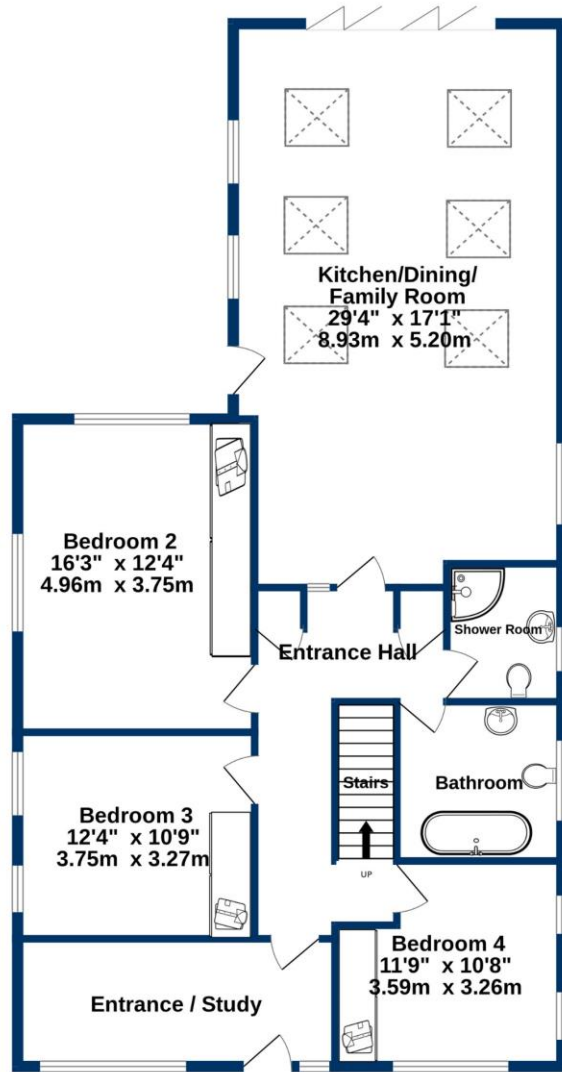 Kitchen/Dining/
Family Room
29'4" x 17'1"
8.93m x 5.20m
Bedroom 2
16'3" x 12'4"
4.96m x 3.75m
Shower Room
Entrance Hall
Stairs
Bathroom
UP
Bedroom 3
12'4" x 10'9"
3.75m x 3.27m
Bedroom 4
11'9" x 10'8"
3.59m x 3.26m
Entrance / Study